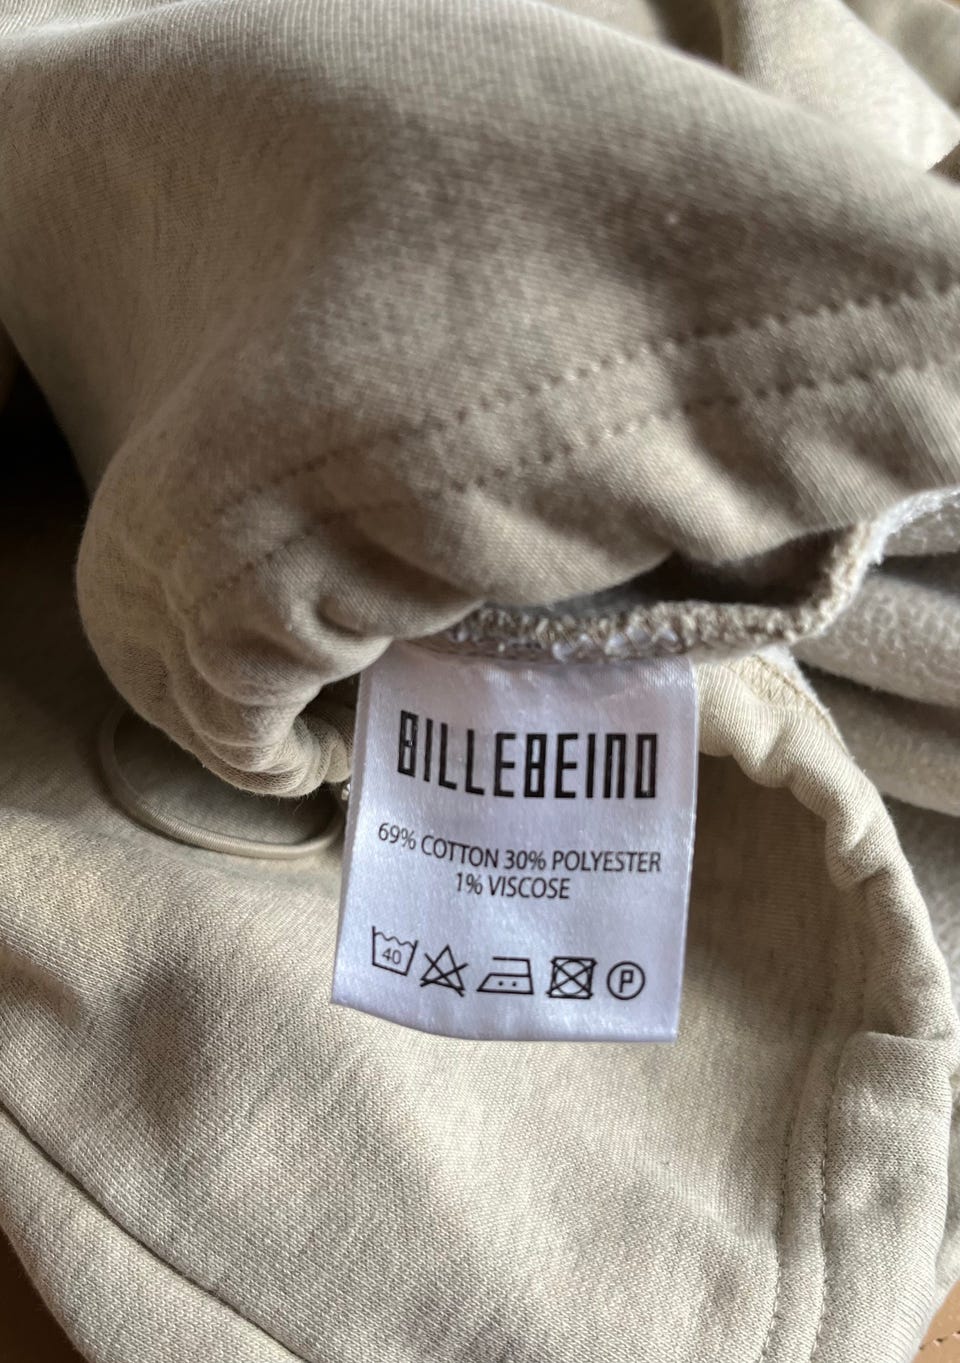 BILLEBEINO
69% COTTON 30% POLYESTER
1% VISCOSE
40
P